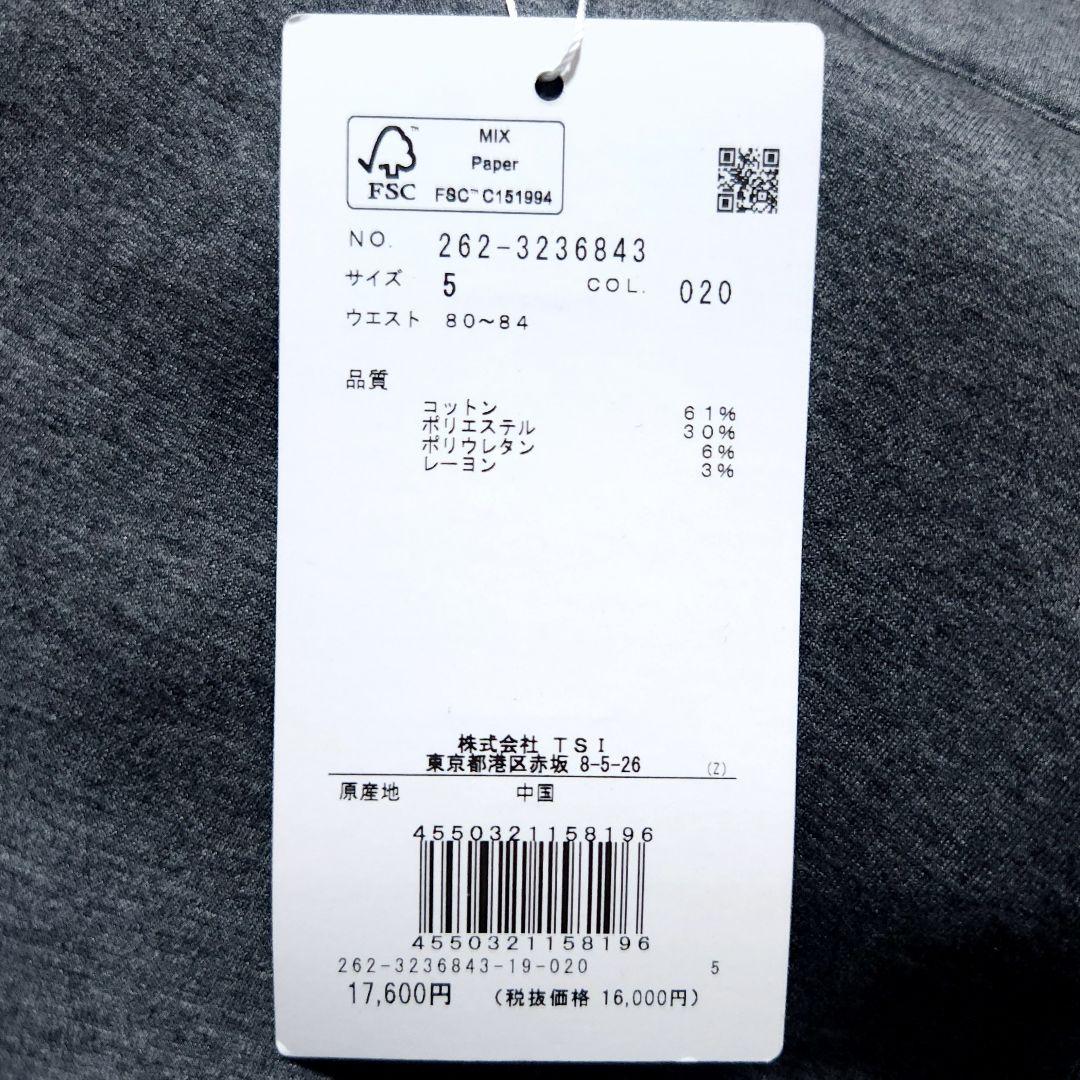 MIX
Paper
FSC™ C151994
FSC
NO. 262-3236843
サイズ 5 COL. 020
ウエスト 80～84
品質
コットン 61%
ポリエステル 30%
ポリウレタン 6%
レーヨン 3%
株式会社 TSI
東京都港区赤坂 8-5-26 (Z)
原産地 中国
4550321158196
4550321158196
262-3236843-19-020 5
17,600円 (税抜価格 16,000円)